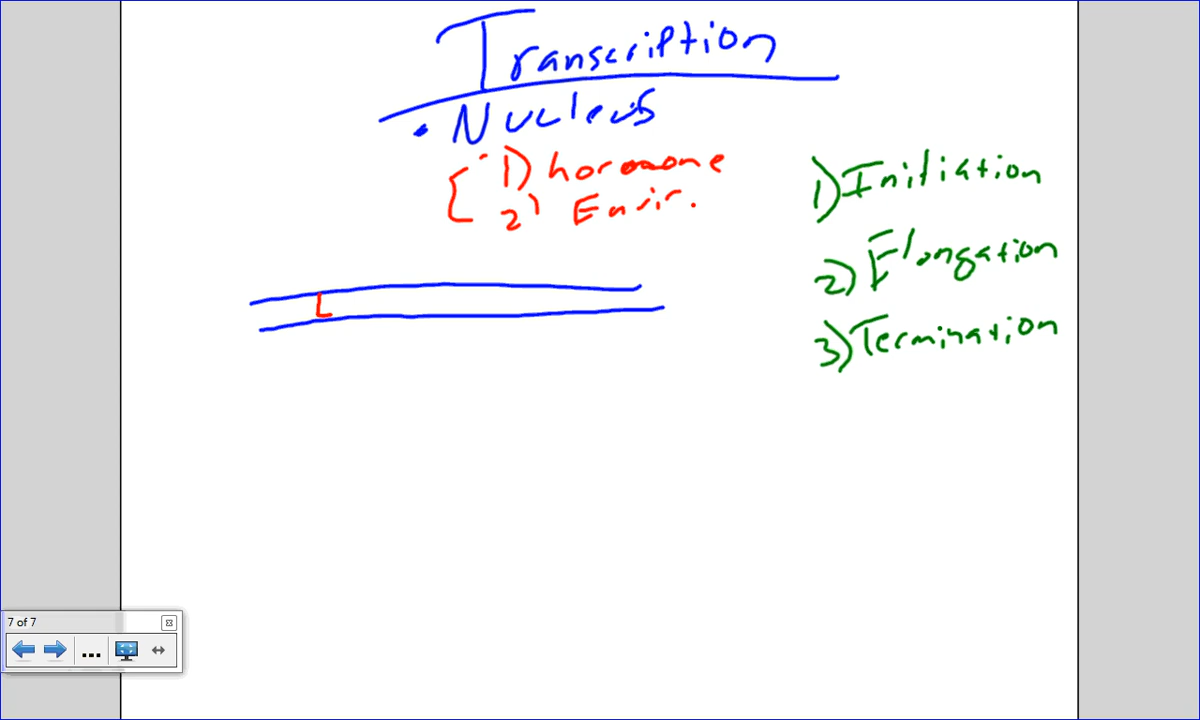 Transcription
• Nucleus
1) hormone
2) Envir.
1) Initiation
2) Elongation
3) Termination
7 of 7
...